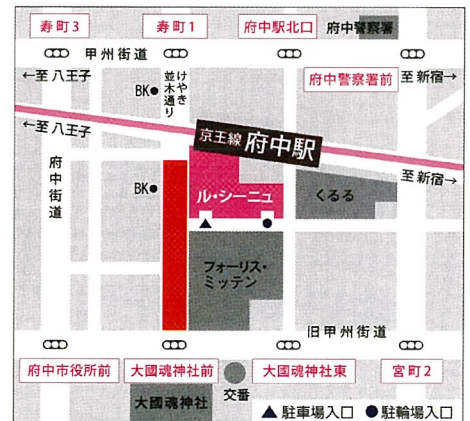 寿町3
寿町1
府中駅北口
府中警察署
甲州街道
←至 八王子
BK●
けやき
並木通り
府中警察署前
至 新宿→
←至 八王子
京王線 府中駅
至 新宿→
府中街道
BK●
ル・シーニュ
くるる
フォーリス・
ミッテン
旧甲州街道
府中市役所前
大國魂神社前
交番
大國魂神社東
宮町2
大國魂神社
▲ 駐車場入口 ● 駐輪場入口